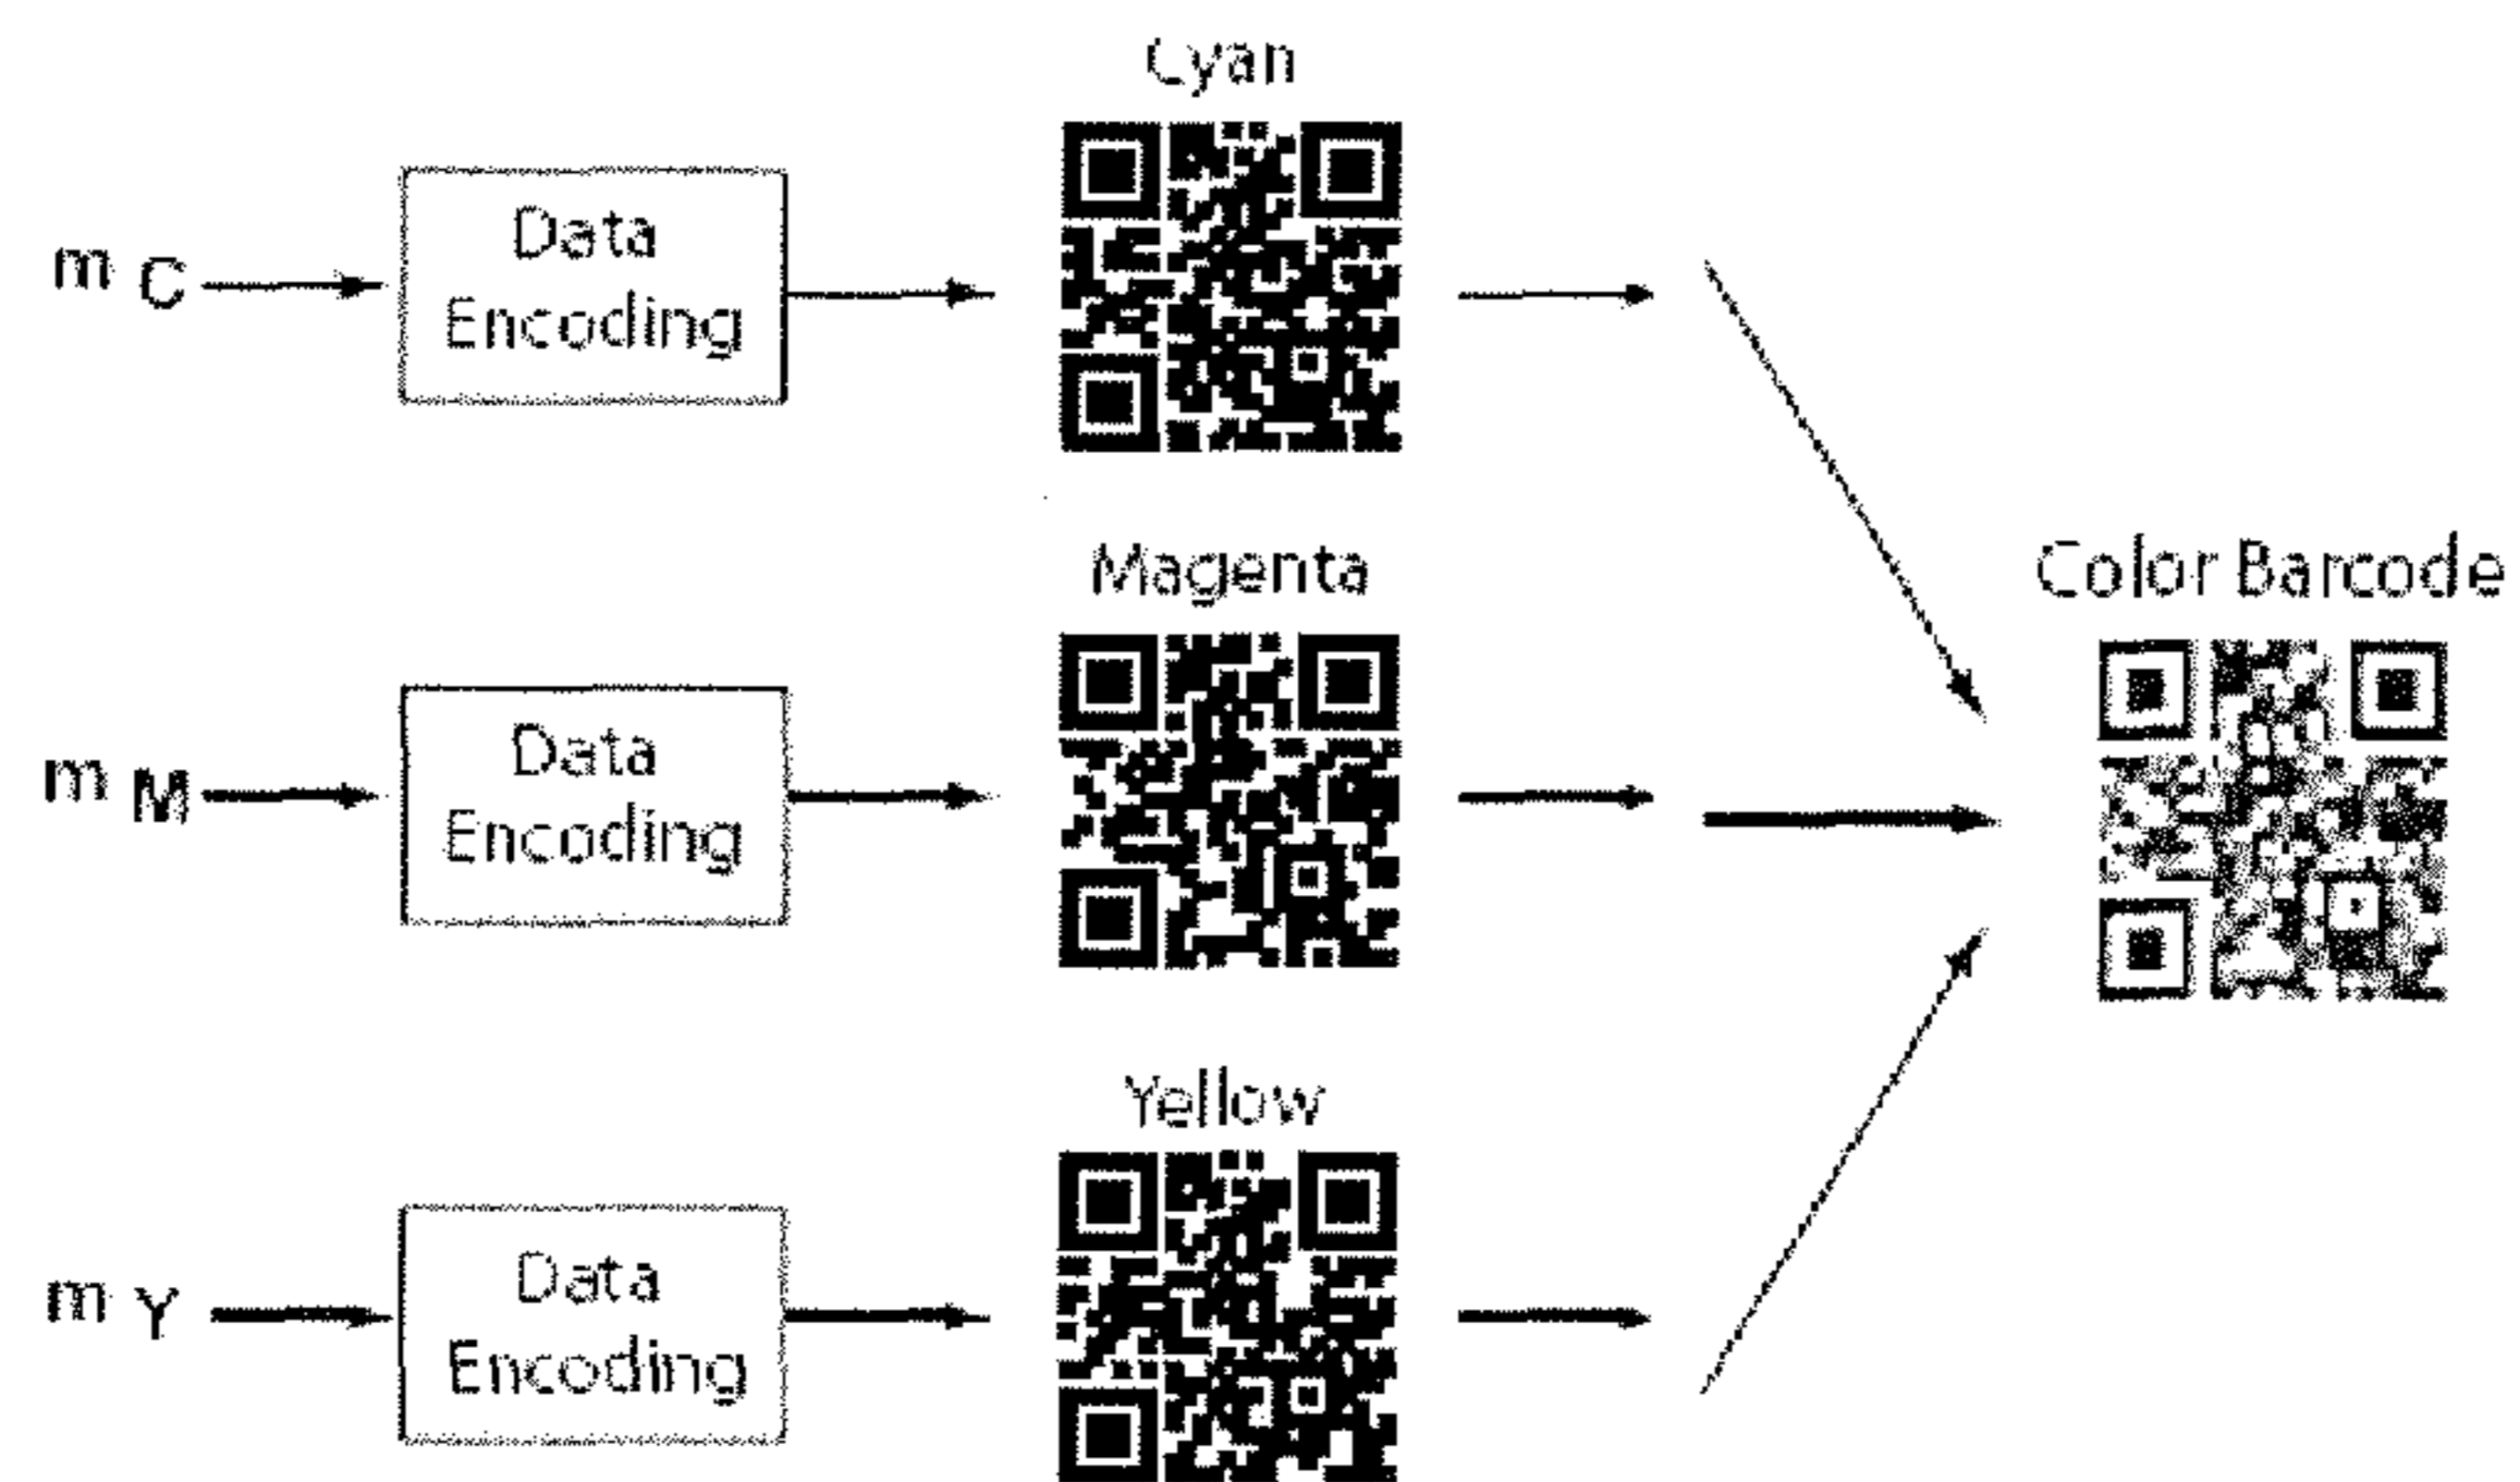 Cyan
m C
Data
Encoding
Magenta
Color Barcode
m M
Data
Encoding
Yellow
m Y
Data
Encoding